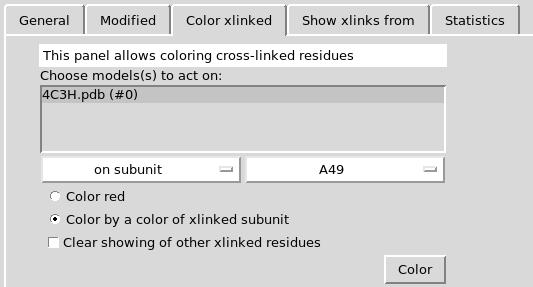 General Modified Color xlinked Show xlinks from Statistics
This panel allows coloring cross-linked residues
Choose models(s) to act on:
4C3H.pdb (#0)
on subunit A49
Color red
Color by a color of xlinked subunit
Clear showing of other xlinked residues
Color